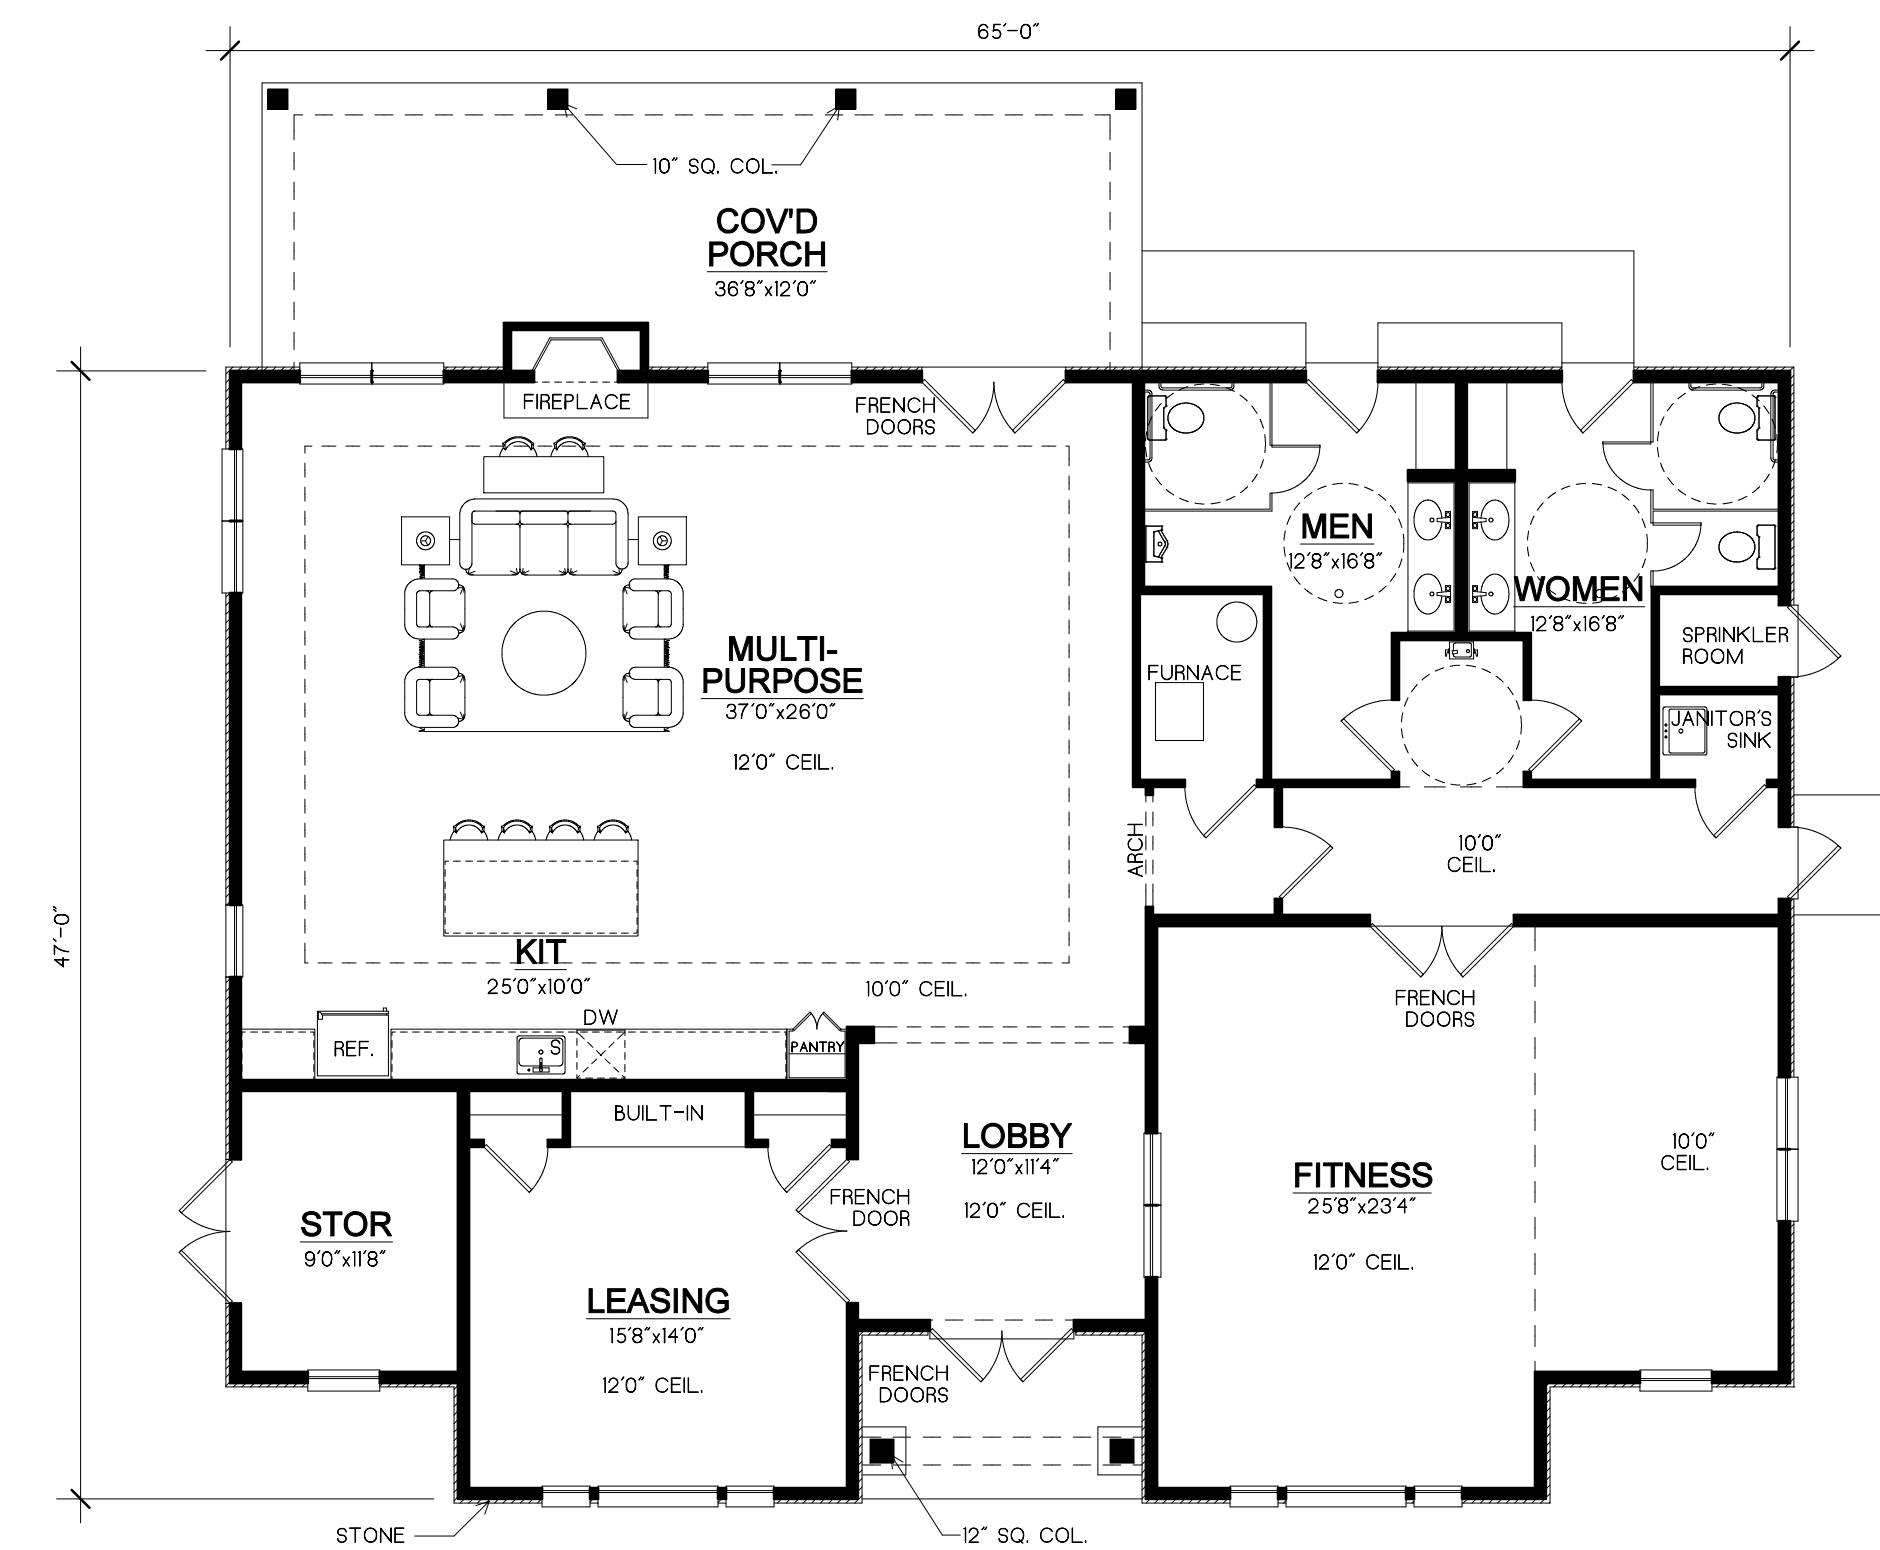 65'-0"
10" SQ. COL.
COV'D
PORCH
36'8"x12'0"
FIREPLACE
FRENCH
DOORS
MEN
12'8"x16'8"
WOMEN
12'8"x16'8"
SPRINKLER
ROOM
MULTI-
PURPOSE
37'0"x26'0"
12'0" CEIL.
FURNACE
JANITOR'S
SINK
ARCH
10'0"
CEIL.
47'-0"
KIT
25'0"x10'0"
10'0" CEIL.
FRENCH
DOORS
DW
REF.
S
PANTRY
BUILT-IN
LOBBY
12'0"x11'4"
12'0" CEIL.
10'0"
CEIL.
FITNESS
25'8"x23'4"
12'0" CEIL.
FRENCH
DOOR
STOR
9'0"x11'8"
LEASING
15'8"x14'0"
12'0" CEIL.
FRENCH
DOORS
STONE
12" SQ. COL.